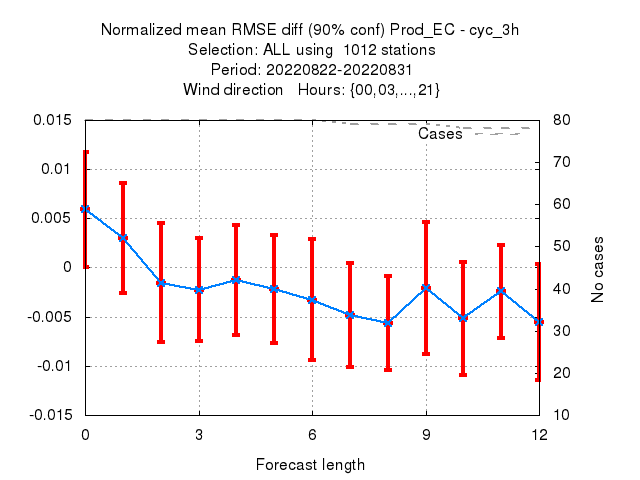 Normalized mean RMSE diff (90% conf) Prod_EC - cyc_3h
Selection: ALL using  1012 stations
Period: 20220822-20220831
Wind direction   Hours: {00,03,...,21}
0.015
0.01
0.005
0
-0.005
-0.01
-0.015
80
70
60
50
40
30
20
10
Cases
No cases
0 3 6 9 12
Forecast length